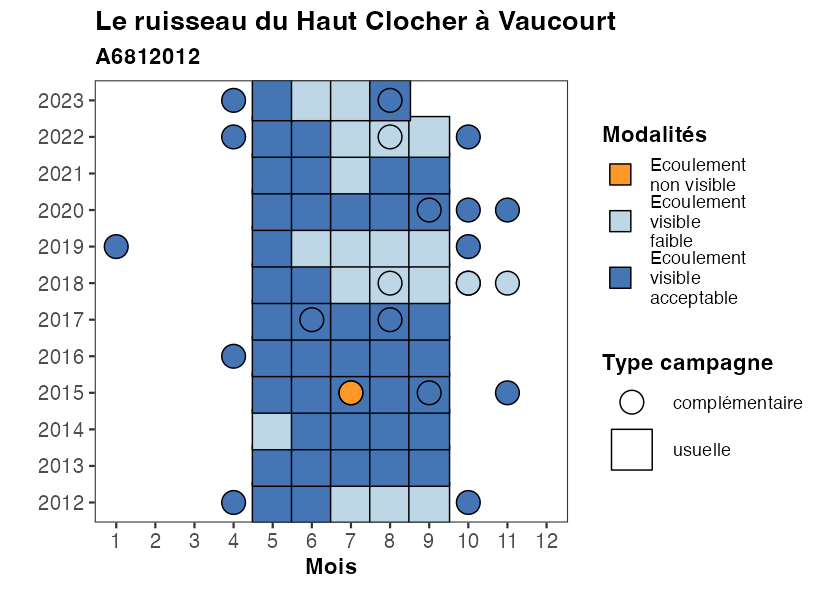 Le ruisseau du Haut Clocher à Vaucourt
A6812012
2023
2022
2021
2020
2019
2018
2017
2016
2015
2014
2013
2012
1 2 3 4 5 6 7 8 9 10 11 12
Mois
Modalités
Ecoulement
non visible
Ecoulement
visible
faible
Ecoulement
visible
acceptable
Type campagne
complémentaire
usuelle